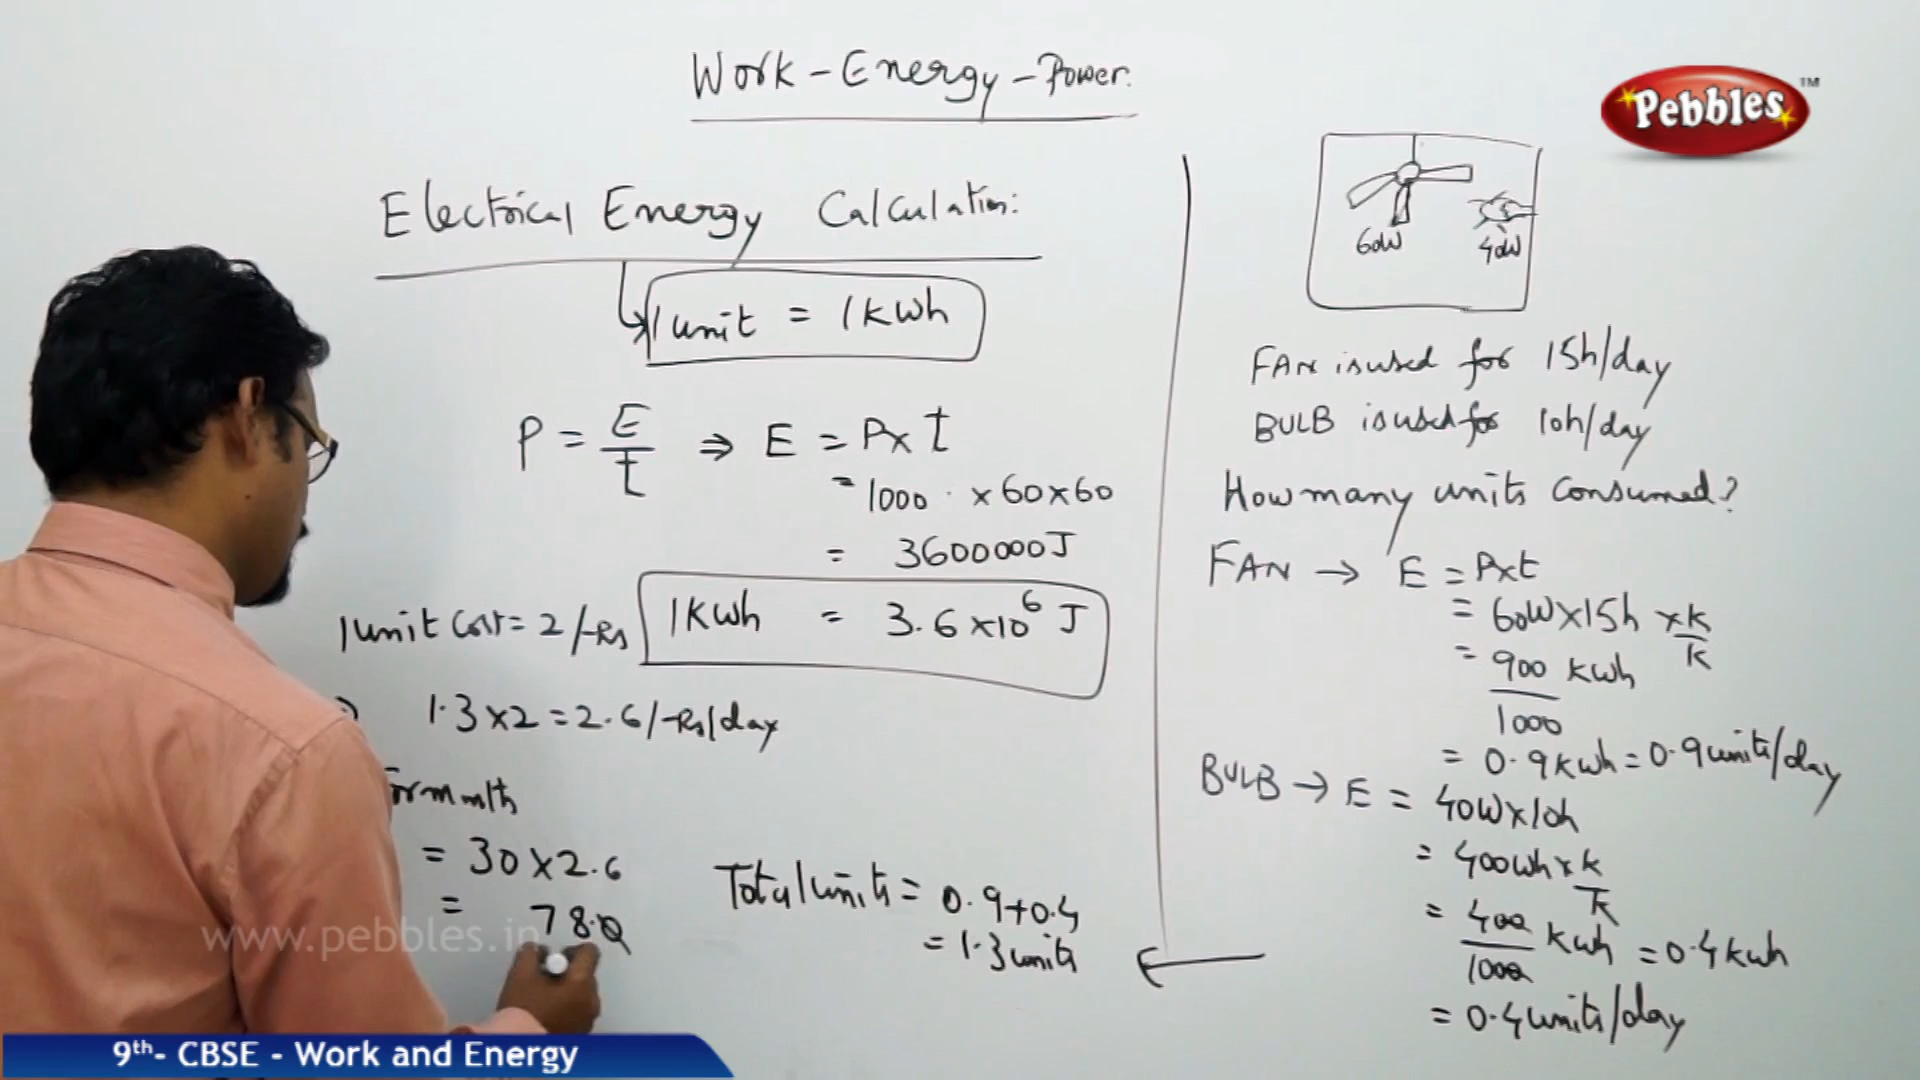 Work - Energy - Power.
Pebbles™
Electrical Energy Calculation:
1 unit = 1 kwh
P = E/t ⇒ E = P x t
= 1000 x 60 x 60
= 3600000 J
1 kwh = 3.6 x 10⁶ J
1 unit cost = 2/-Rs
1.3 x 2 = 2.6/-Rs/day
For mnth
= 30 x 2.6
= 78.0
Total units = 0.9 + 0.4
= 1.3 units
60W
40W
FAN is used for 15h/day
BULB is used for 10h/day
How many units consumed?
FAN → E = P x t
= 60W x 15h x k/k
= 900/1000 kwh
= 0.9 kwh = 0.9 units/day
BULB → E = 40W x 10h
= 400wh x k/k
= 400/1000 kwh = 0.4 kwh
= 0.4 units/day
www.pebbles.in
9th- CBSE - Work and Energy